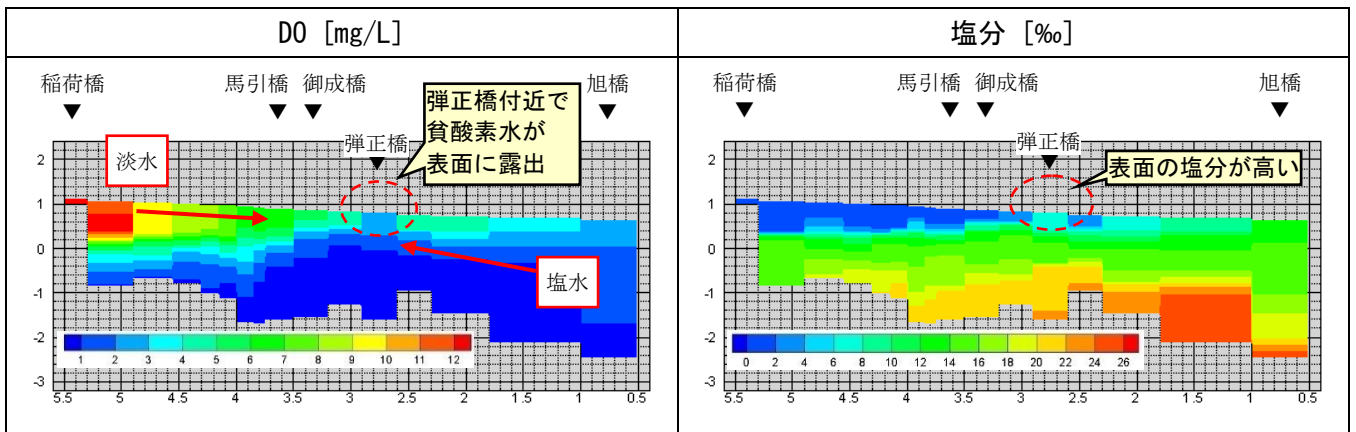 DO [mg/L]
塩分 [‰]
稲荷橋
馬引橋
御成橋
旭橋
弾正橋
弾正橋付近で
貧酸素水が
表面に露出
淡水
塩水
2
1
0
-1
-2
-3
1 2 3 4 5 6 7 8 9 10 11 12
5.5 5 4.5 4 3.5 3 2.5 2 1.5 1 0.5
稲荷橋
馬引橋
御成橋
旭橋
弾正橋
表面の塩分が高い
2
1
0
-1
-2
-3
0 2 4 6 8 10 12 14 16 18 20 22 24 26
5.5 5 4.5 4 3.5 3 2.5 2 1.5 1 0.5